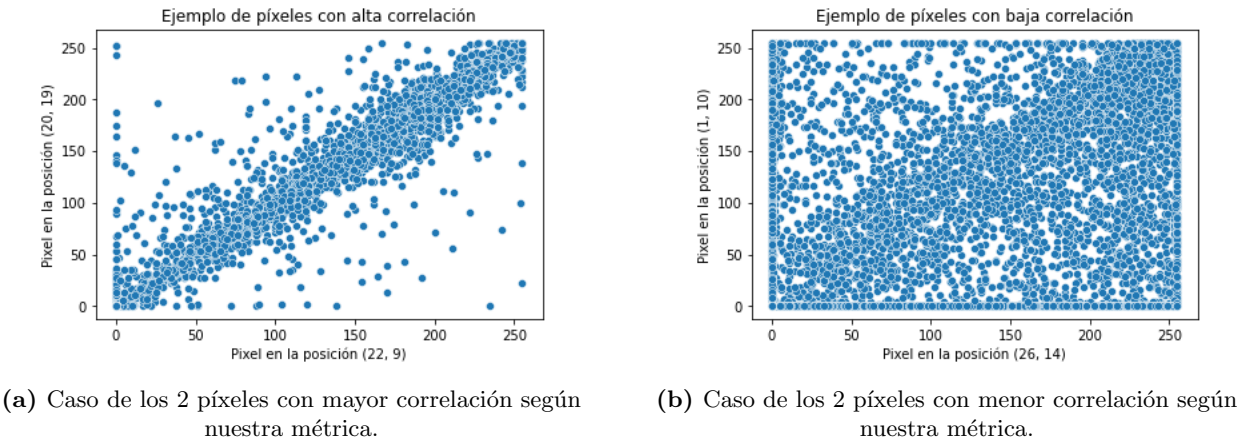 Ejemplo de píxeles con alta correlación
250
200
150
100
50
0
Pixel en la posición (20, 19)
0 50 100 150 200 250
Pixel en la posición (22, 9)
(a) Caso de los 2 píxeles con mayor correlación según
nuestra métrica.
Ejemplo de píxeles con baja correlación
250
200
150
100
50
0
Pixel en la posición (1, 10)
0 50 100 150 200 250
Pixel en la posición (26, 14)
(b) Caso de los 2 píxeles con menor correlación según
nuestra métrica.